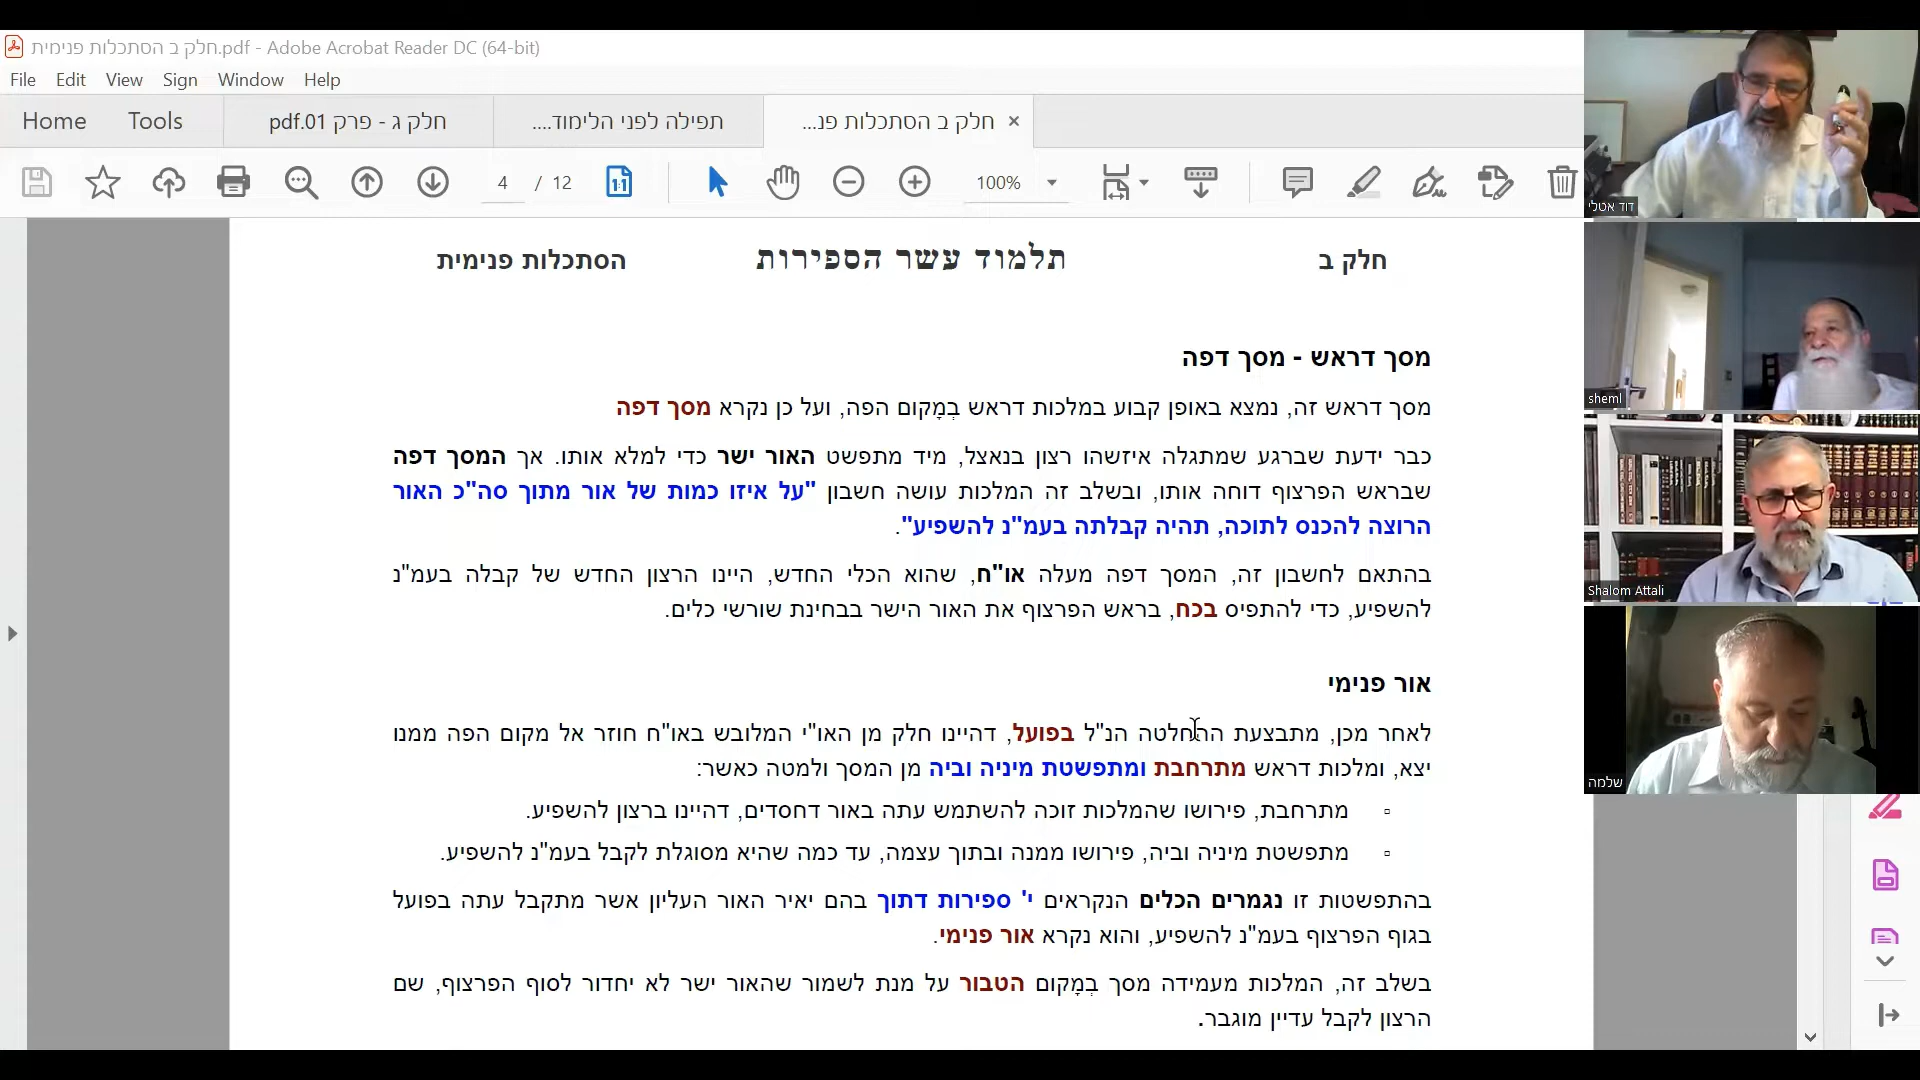 חלק ב הסתכלות פנימית.pdf - Adobe Acrobat Reader DC (64-bit)
File Edit View Sign Window Help
Home Tools חלק ג - פרק 01.pdf תפילה לפני הלימוד.... חלק ב הסתכלות פנ... ×
4 / 12 100%
חלק ב תלמוד עשר הספירות הסתכלות פנימית
מסך דראש - מסך דפה
מסך דראש זה, נמצא באופן קבוע במלכות דראש בְמָקום הפה, ועל כן נקרא מסך דפה
כבר ידעת שברגע שמתגלה איזשהו רצון בנאצל, מיד מתפשט האור ישר כדי למלא אותו. אך המסך דפה
שבראש הפרצוף דוחה אותו, ובשלב זה המלכות עושה חשבון "על איזו כמות של אור מתוך סה"כ האור
הרוצה להכנס לתוכה, תהיה קבלתה בעמ"נ להשפיע".
בהתאם לחשבון זה, המסך דפה מעלה או"ח, שהוא הכלי החדש, היינו הרצון החדש של קבלה בעמ"נ
להשפיע, כדי להתפיס בכח, בראש הפרצוף את האור הישר בבחינת שורשי כלים.
אור פנימי
לאחר מכן, מתבצעת ההחלטה הנ"ל בפועל, דהיינו חלק מן האו"י המלובש באו"ח חוזר אל מקום הפה ממנו
יצא, ומלכות דראש מתרחבת ומתפשטת מיניה וביה מן המסך ולמטה כאשר:
▫ מתרחבת, פירושו שהמלכות זוכה להשתמש עתה באור דחסדים, דהיינו ברצון להשפיע.
▫ מתפשטת מיניה וביה, פירושו ממנה ובתוך עצמה, עד כמה שהיא מסוגלת לקבל בעמ"נ להשפיע.
בהתפשטות זו נגמרים הכלים הנקראים י' ספירות דתוך בהם יאיר האור העליון אשר מתקבל עתה בפועל
בגוף הפרצוף בעמ"נ להשפיע, והוא נקרא אור פנימי.
בשלב זה, המלכות מעמידה מסך בְמָקום הטבור על מנת לשמור שהאור ישר לא יחדור לסוף הפרצוף, שם
הרצון לקבל עדיין מוגבר.
דוד אטלי
sheml
Shalom Attali
שלמה